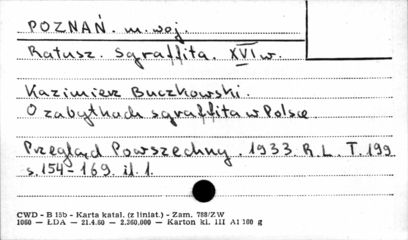 POZNAŃ. m. woj.
Ratusz. Sgraffita. XVI w.
Kazimierz Buczkowski.
O zabytkach sgraffita w Polsce
Przegląd Powszechny. 1933. R. L. T. 199
s. 154-169. il. 1.
CWD - B 15b - Karta katal. (z liniat.) - Zam. 788/ZW
1060 — LDA — 21.4.60 — 2,360,000 — Karton kl. III A1 180 g